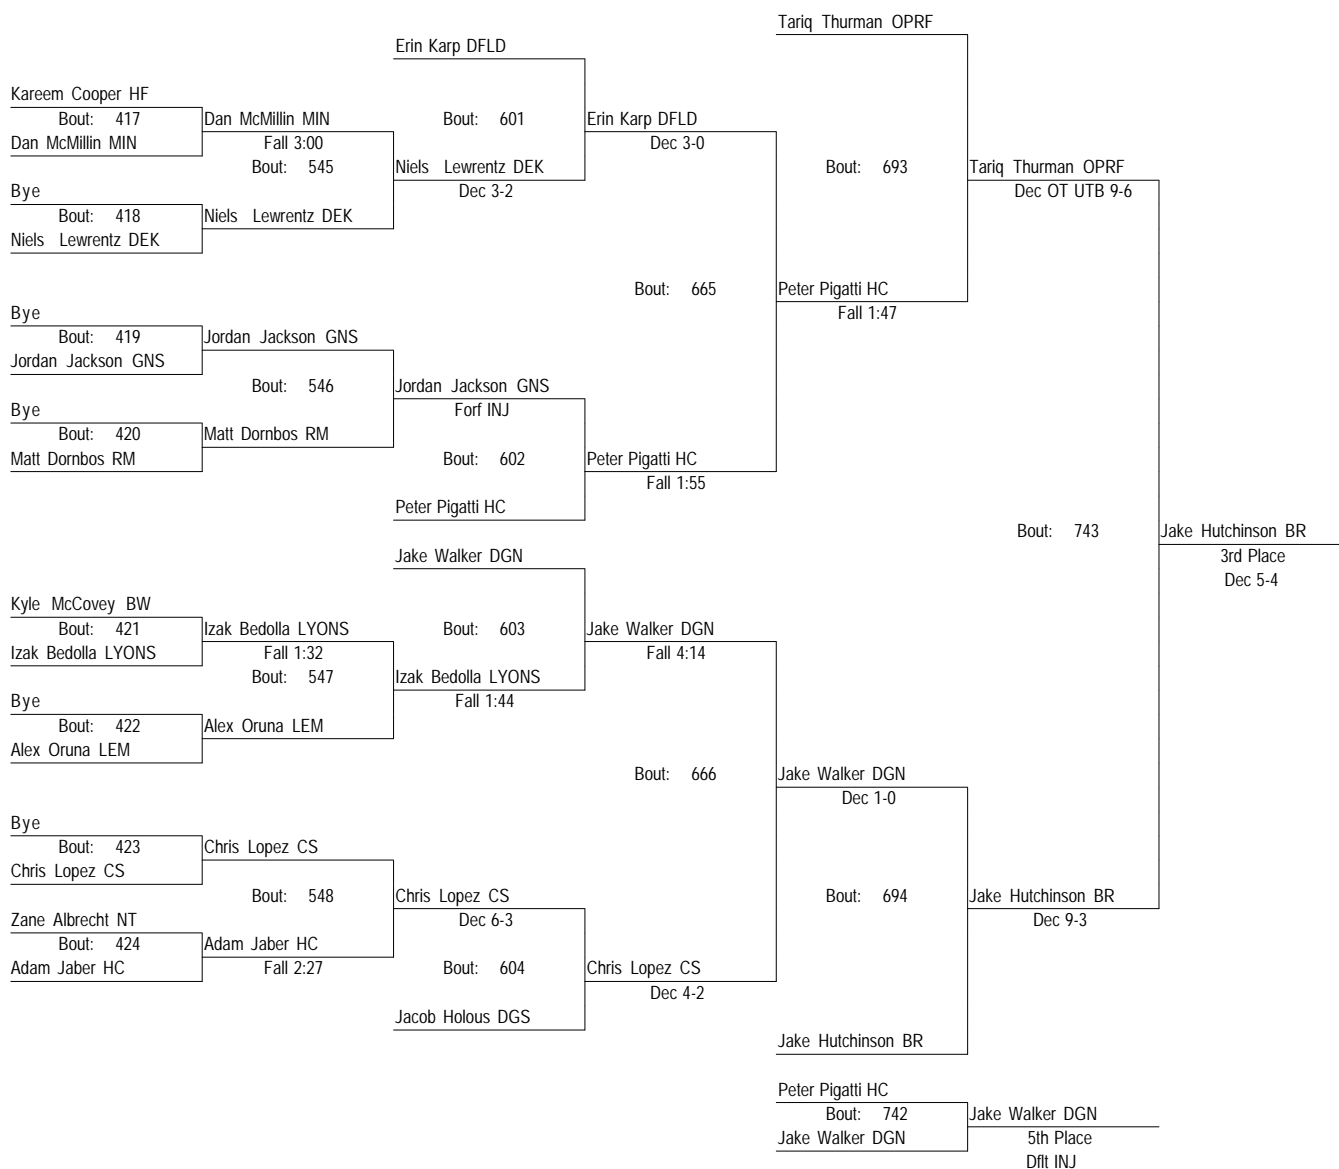 Tariq Thurman OPRF
Erin Karp DFLD
Kareem Cooper HF
Bout: 417
Dan McMillin MIN
Dan McMillin MIN
Fall 3:00
Bout: 601
Erin Karp DFLD
Dec 3-0
Bout: 545
Niels Lewrentz DEK
Dec 3-2
Bout: 693
Tariq Thurman OPRF
Dec OT UTB 9-6
Bye
Bout: 418
Niels Lewrentz DEK
Niels Lewrentz DEK
Bout: 665
Peter Pigatti HC
Fall 1:47
Bye
Bout: 419
Jordan Jackson GNS
Jordan Jackson GNS
Bout: 546
Jordan Jackson GNS
Forf INJ
Bye
Bout: 420
Matt Dornbos RM
Matt Dornbos RM
Bout: 602
Peter Pigatti HC
Fall 1:55
Peter Pigatti HC
Bout: 743
Jake Hutchinson BR
3rd Place
Dec 5-4
Jake Walker DGN
Kyle McCovey BW
Bout: 421
Izak Bedolla LYONS
Izak Bedolla LYONS
Fall 1:32
Bout: 603
Jake Walker DGN
Fall 4:14
Bout: 547
Izak Bedolla LYONS
Fall 1:44
Bye
Bout: 422
Alex Oruna LEM
Alex Oruna LEM
Bout: 666
Jake Walker DGN
Dec 1-0
Bye
Bout: 423
Chris Lopez CS
Chris Lopez CS
Bout: 548
Chris Lopez CS
Dec 6-3
Bout: 694
Jake Hutchinson BR
Dec 9-3
Zane Albrecht NT
Bout: 424
Adam Jaber HC
Adam Jaber HC
Fall 2:27
Bout: 604
Chris Lopez CS
Dec 4-2
Jacob Holous DGS
Jake Hutchinson BR
Peter Pigatti HC
Bout: 742
Jake Walker DGN
Jake Walker DGN
5th Place
Dflt INJ